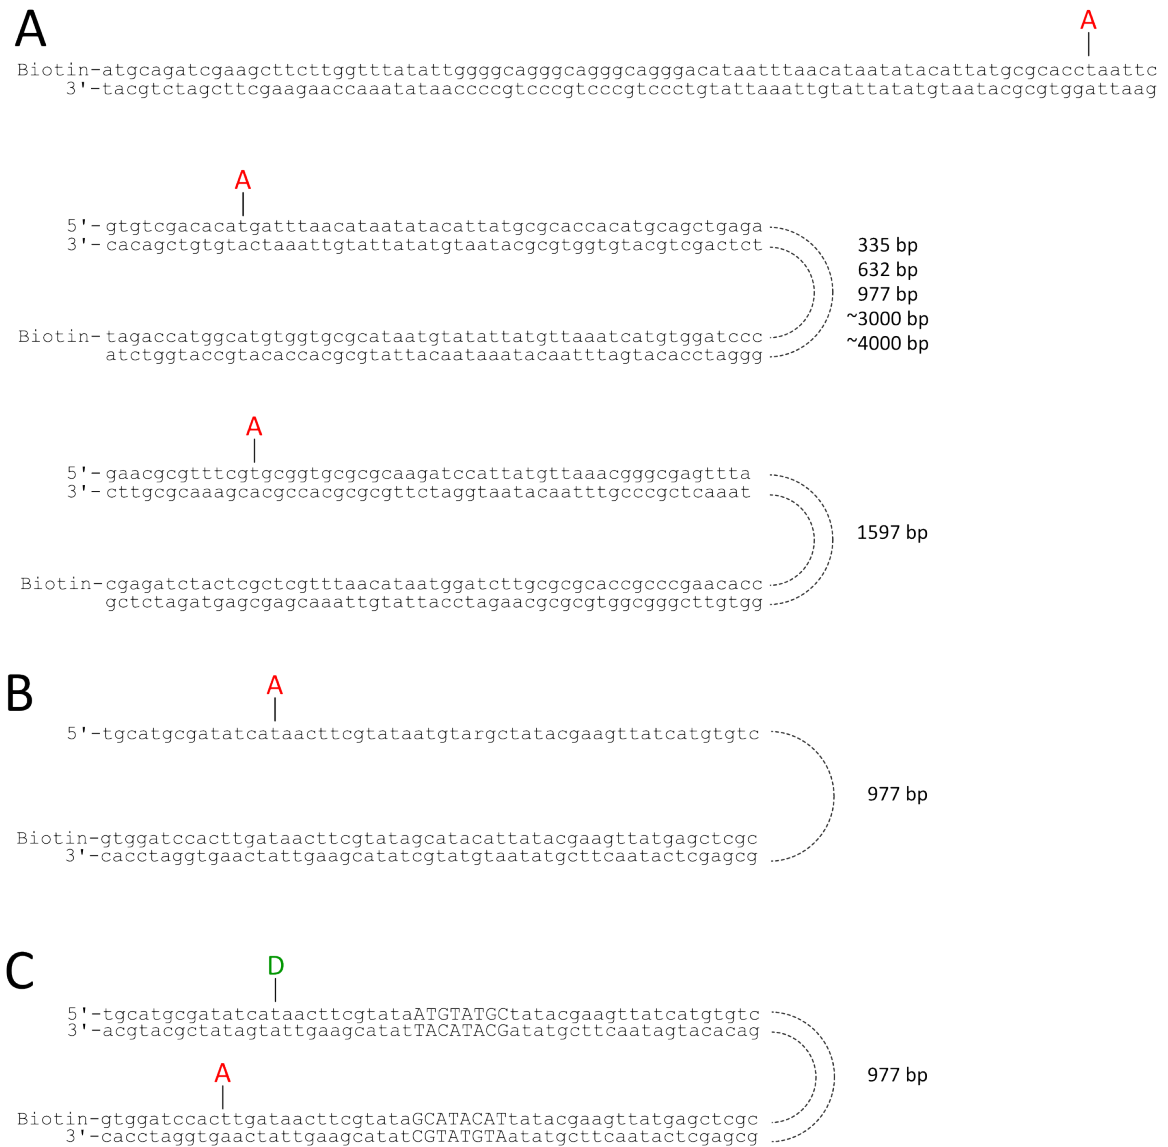 A
A
Biotin-atgcagatcgaagcttcttggtttatattggggcagggcagggcagggacataatttaacataatatacattatgcgcacctaattc
3'-tacgtctagcttcgaagaaccaaatataaccccgtcccgtcccgtccctgtattaaattgtattatatgtaatacgcgtggattaag
A
5'-gtgtcgacacatgatttaacataatatacattatgcgcaccacatgcagctgaga
3'-cacagctgtgtactaaattgtattatatgtaatacgcgtggtgtacgtcgactct
335 bp
632 bp
977 bp
~3000 bp
~4000 bp
Biotin-tagaccatggcatgtggtgcgcataatgtatattatgttaaatcatgtggatccc
atctggtaccgtacaccacgcgtattacaataaatacaatttagtacacctaggg
A
5'-gaacgcgtttcgtgcggtgcgcgcaagatccattatgttaaacgggcgagttta
3'-cttgcgcaaagcacgccacgcgcgttctaggtaatacaatttgcccgctcaaat
1597 bp
Biotin-cgagatctactcgctcgtttaacataatggatcttgcgcgcaccgcccgaacacc
gctctagatgagcgagcaaattgtattacctagaacgcgcgtggcgggcttgtgg
B
A
5'-tgcatgcgatatcataacttcgtataatgtargctatacgaagttatcatgtgtc
977 bp
Biotin-gtggatccacttgataacttcgtatagcatacattatacgaagttatgagctcgc
3'-cacctaggtgaactattgaagcatatcgtatgtaatatgcttcaatactcgagcg
C
D
5'-tgcatgcgatatcataacttcgtataATGTATGCtatacgaagttatcatgtgtc
3'-acgtacgctatagtattgaagcatatTACATACGatatgcttcaatagtacacag
A
977 bp
Biotin-gtggatccacttgataacttcgtataGCATACATtatacgaagttatgagctcgc
3'-cacctaggtgaactattgaagcatatCGTATGTAatatgcttcaatactcgagcg